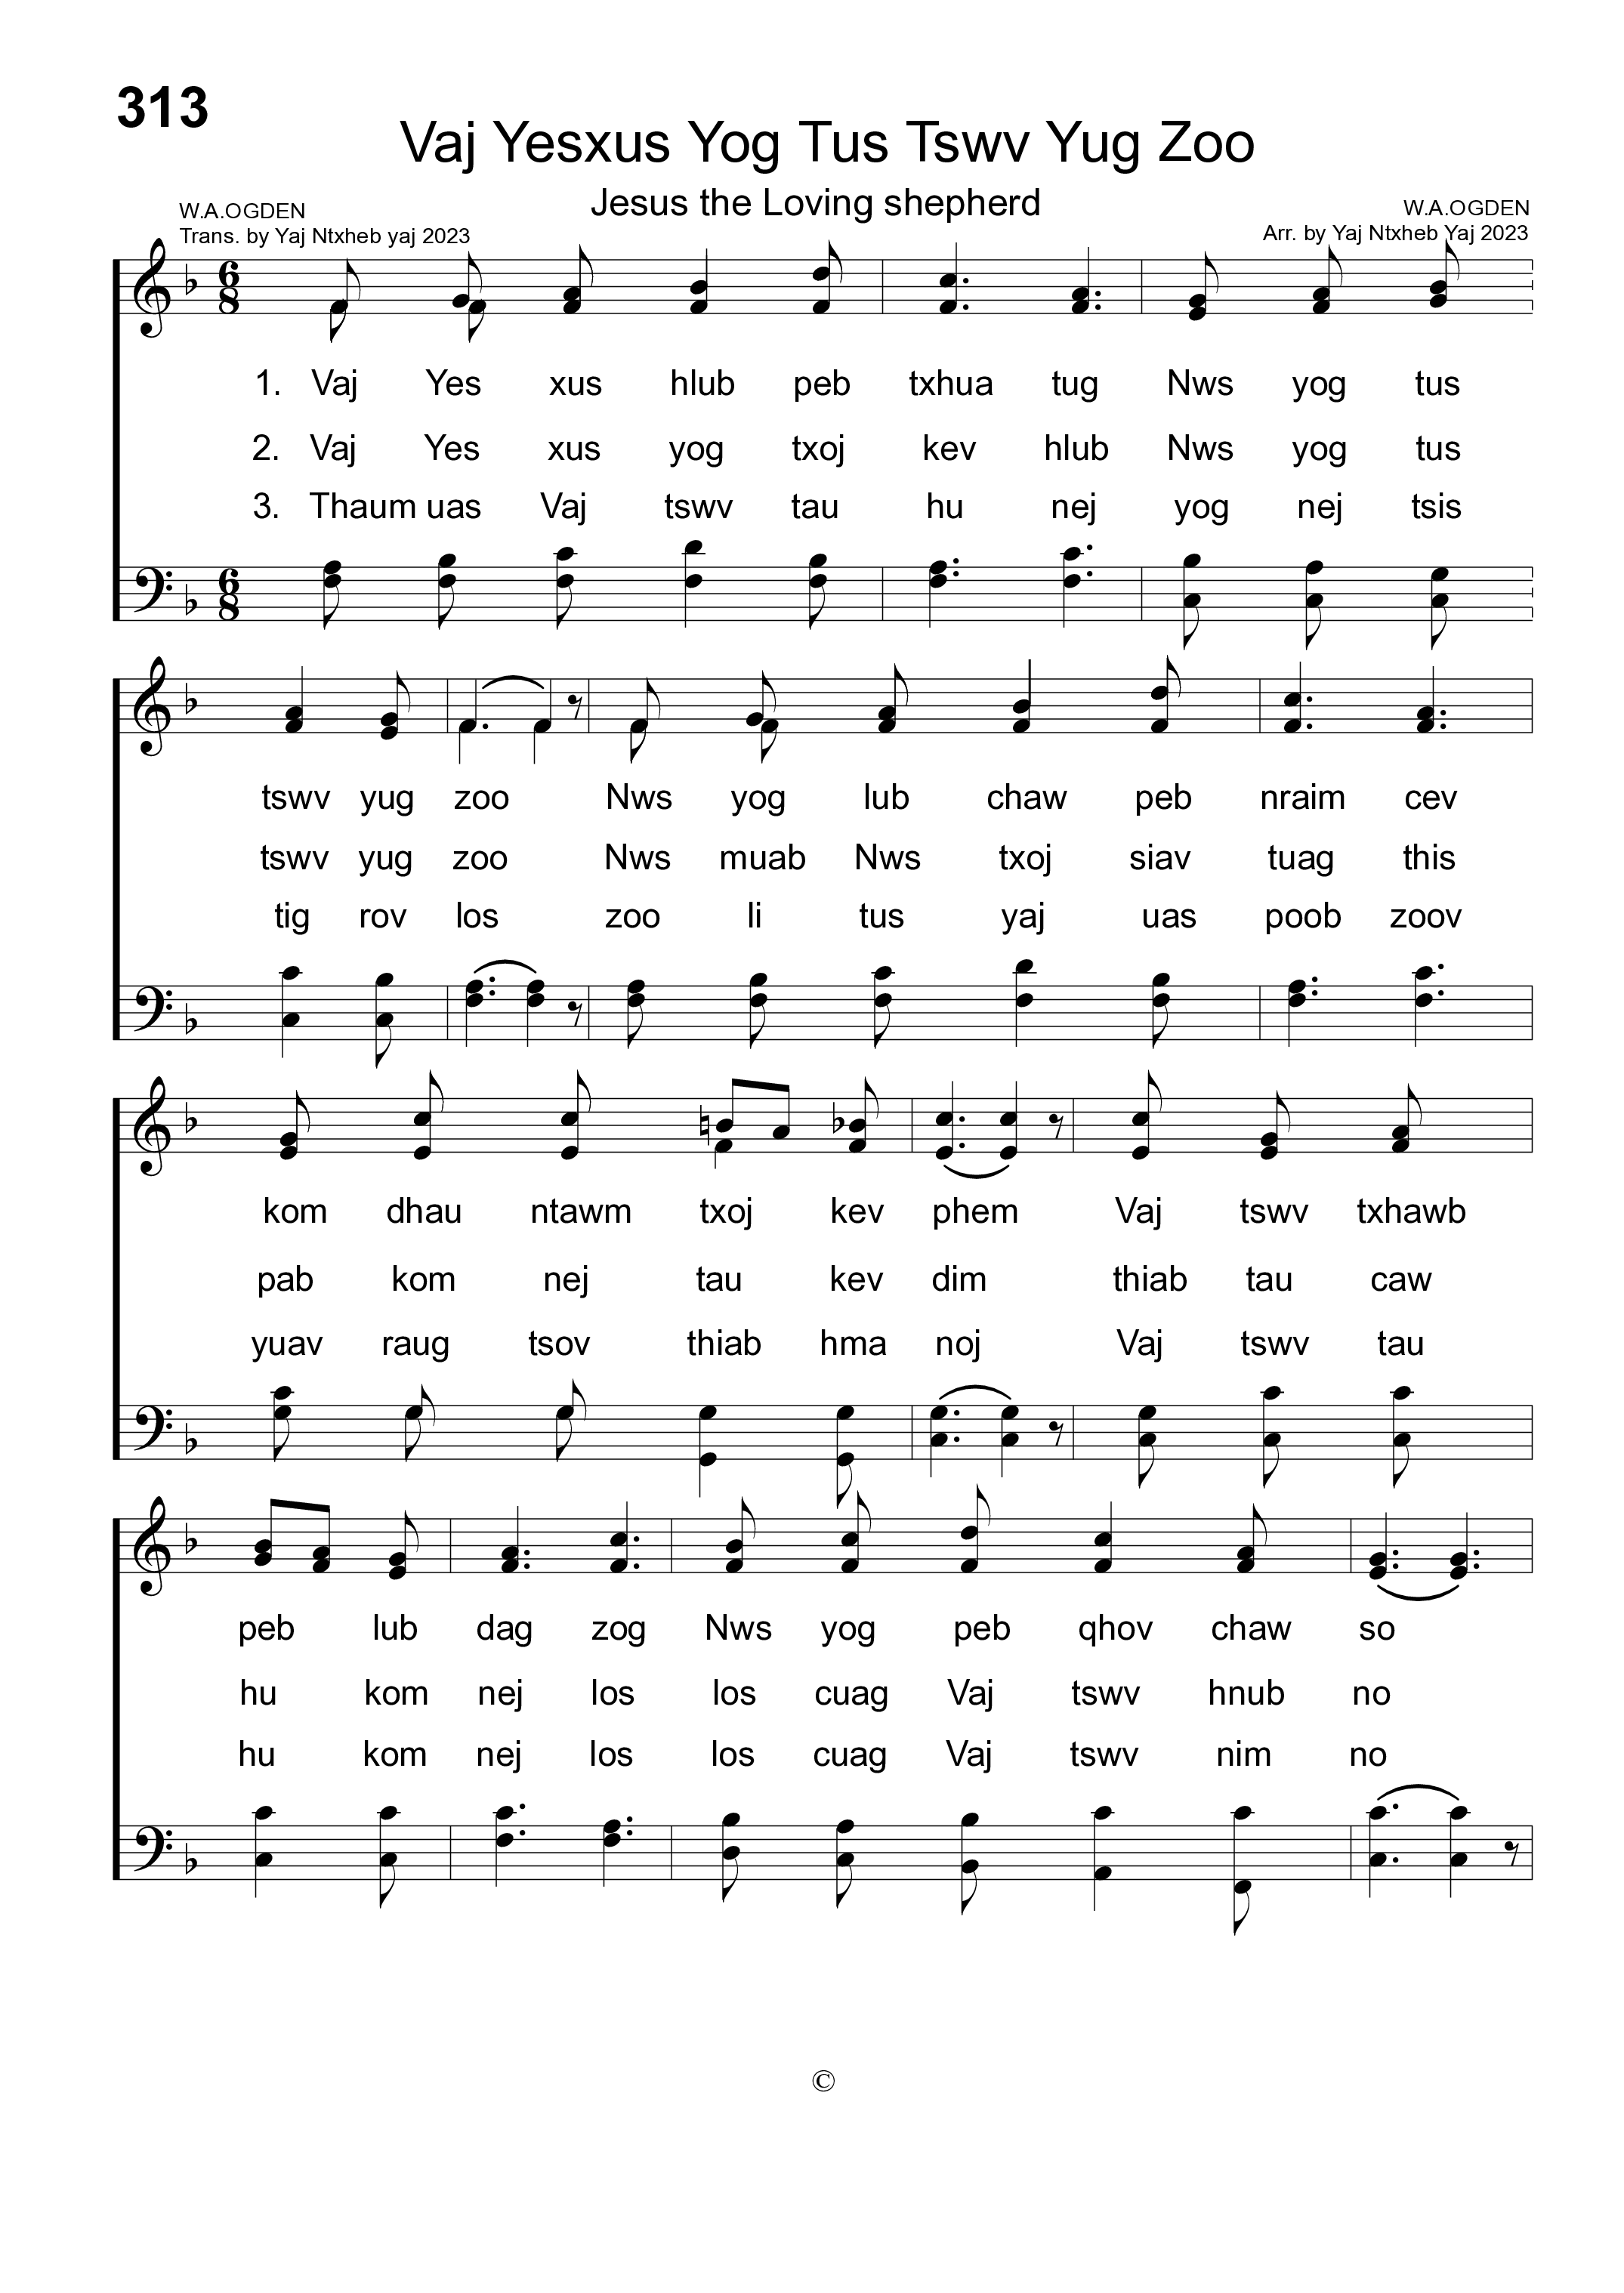 313
Vaj Yesxus Yog Tus Tswv Yug Zoo
Jesus the Loving shepherd
W.A.OGDEN
Trans. by Yaj Ntxheb yaj 2023
W.A.OGDEN
Arr. by Yaj Ntxheb Yaj 2023
6
8
1. Vaj Yes xus hlub peb txhua tug Nws yog tus
2. Vaj Yes xus yog txoj kev hlub Nws yog tus
3. Thaum uas Vaj tswv tau hu nej yog nej tsis
6
8
tswv yug zoo Nws yog lub chaw peb nraim cev
tswv yug zoo Nws muab Nws txoj siav tuag this
tig rov los zoo li tus yaj uas poob zoov
kom dhau ntawm txoj kev phem Vaj tswv txhawb
pab kom nej tau kev dim thiab tau caw
yuav raug tsov thiab hma noj Vaj tswv tau
peb lub dag zog Nws yog peb qhov chaw so
hu kom nej los los cuag Vaj tswv hnub no
hu kom nej los los cuag Vaj tswv nim no
©